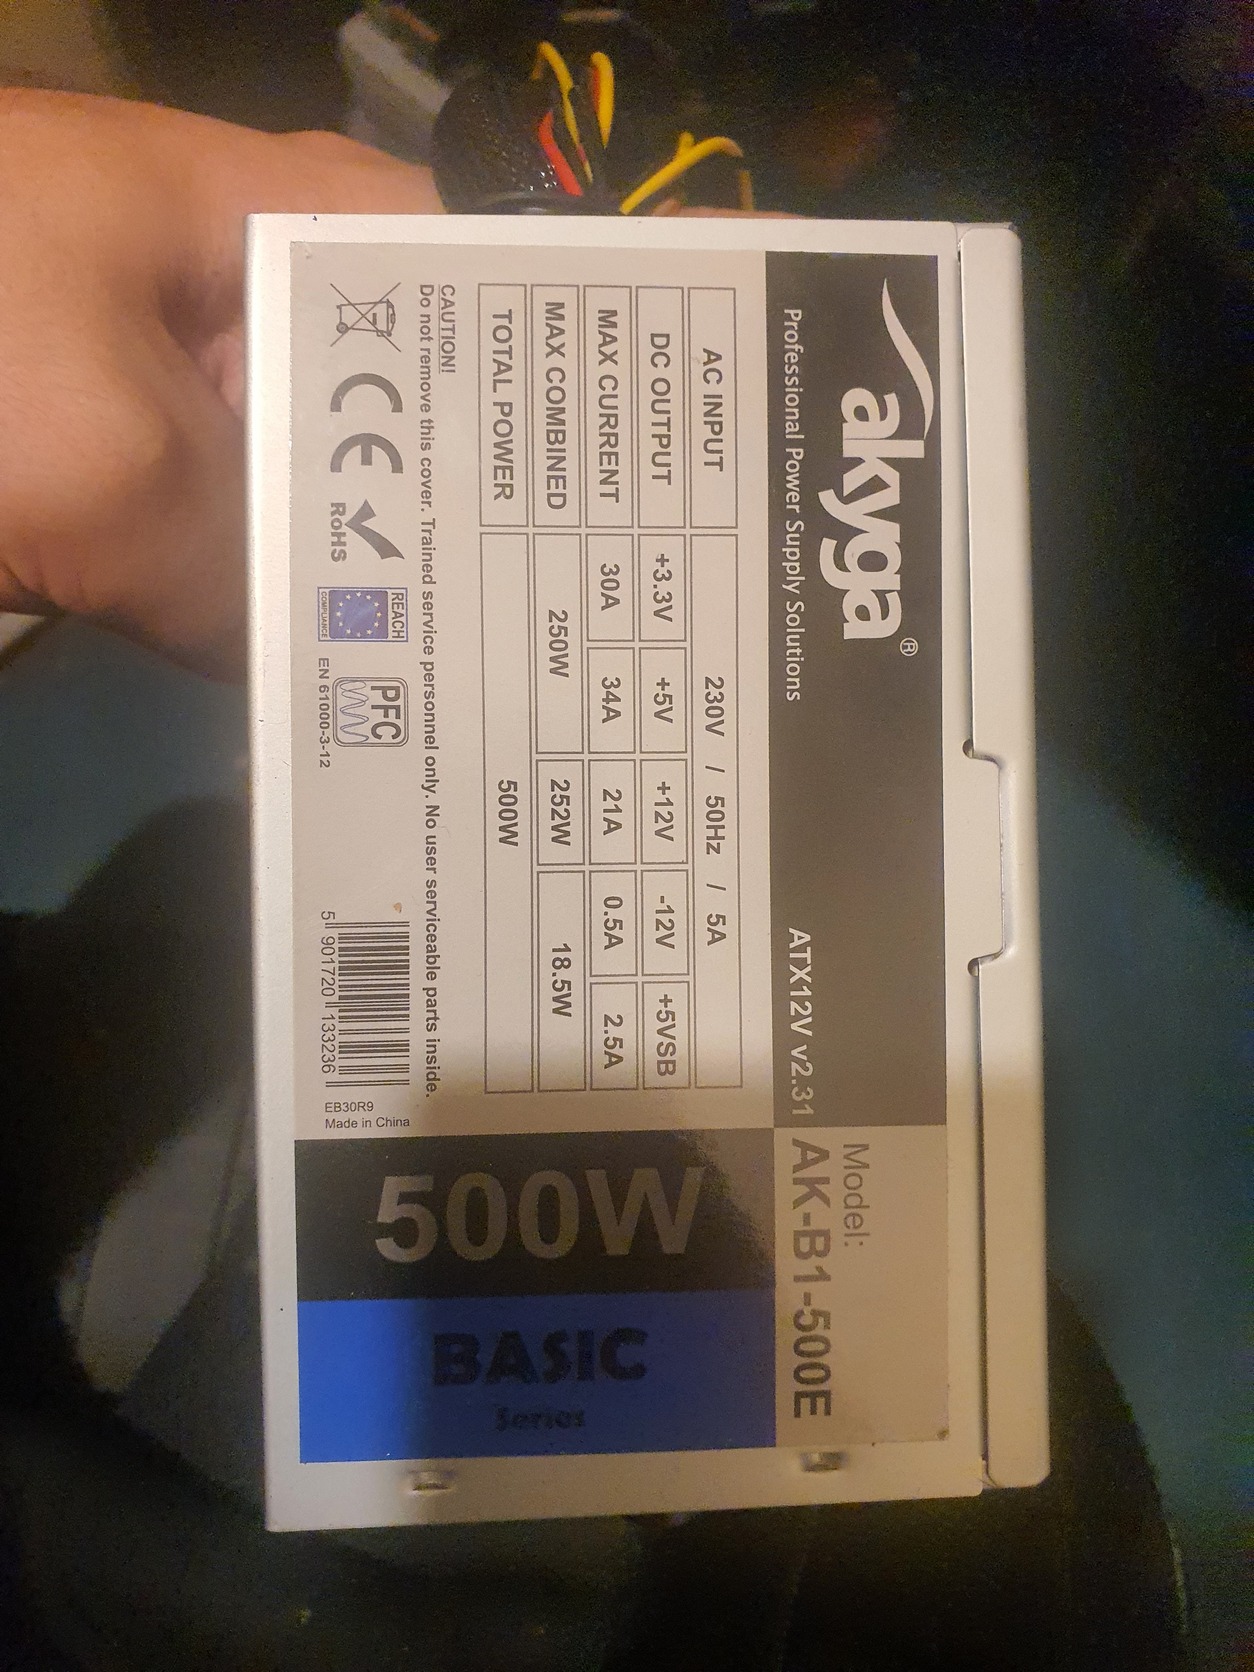 akyga®
Professional Power Supply Solutions
ATX12V v2.31
Model:
AK-B1-500E
AC INPUT 230V / 50Hz / 5A
DC OUTPUT +3.3V +5V +12V -12V +5VSB
MAX CURRENT 30A 34A 21A 0.5A 2.5A
MAX COMBINED 250W 252W 18.5W
TOTAL POWER 500W
CAUTION!
Do not remove this cover. Trained service personnel only. No user serviceable parts inside.
CE
RoHS
REACH
COMPLIANCE
PFC
EN 61000-3-12
5 901720 133236
EB30R9
Made in China
500W
BASIC
Series